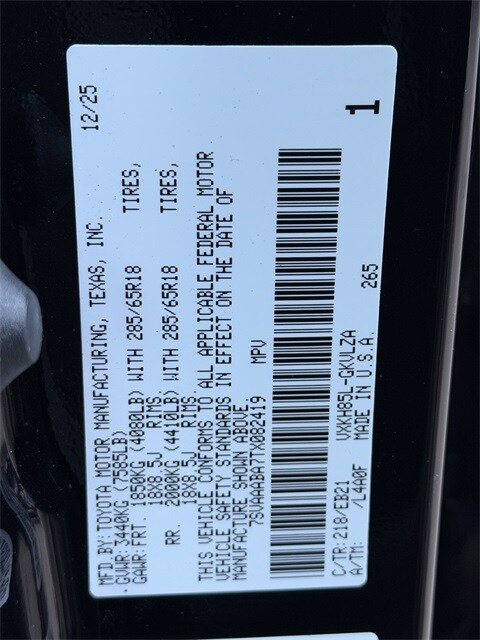 MFD.BY:TOYOTA MOTOR MANUFACTURING, TEXAS, INC. 12/25
GVWR:3440KG (7585LB)
GAWR:FRT. 1850KG (4080LB) WITH 285/65R18 TIRES,
18X8.5J RIMS.
RR. 2000KG (4410LB) WITH 285/65R18 TIRES,
18X8.5J RIMS.
THIS VEHICLE CONFORMS TO ALL APPLICABLE FEDERAL MOTOR
VEHICLE SAFETY STANDARDS IN EFFECT ON THE DATE OF
MANUFACTURE SHOWN ABOVE.
7SVAAABA7TX082419 MPV
C/TR:218/EB21 VXKH85L-GKVLZA
A/TM: /L4A0F MADE IN U.S.A. 265
1